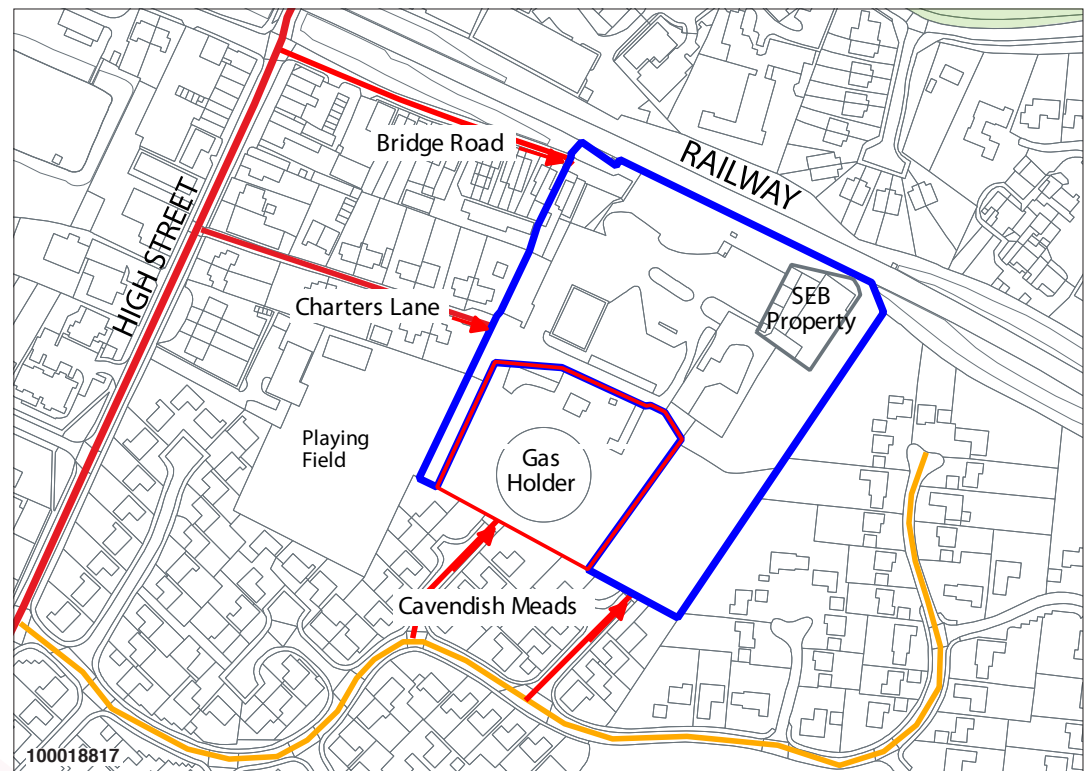 Bridge Road
RAILWAY
HIGH STREET
Charters Lane
SEB
Property
Playing
Field
Gas
Holder
Cavendish Meads
100018817